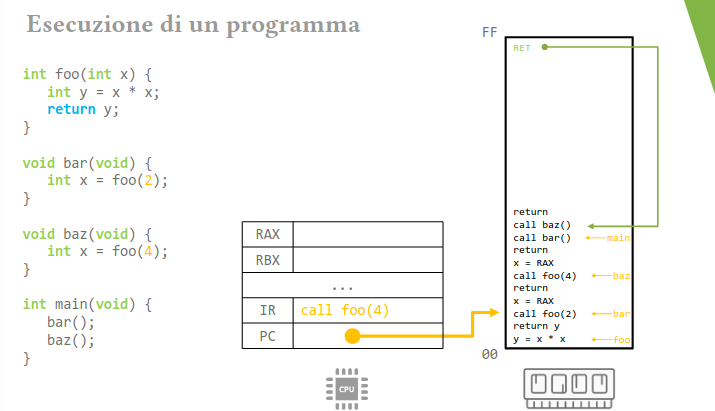 Esecuzione di un programma
int foo(int x) {
int y = x * x;
return y;
}
void bar(void) {
int x = foo(2);
}
void baz(void) {
int x = foo(4);
}
int main(void) {
bar();
baz();
}
RAX
RBX
...
IR call foo(4)
PC
CPU
FF
RET
return
call baz()
call bar() main
return
x = RAX
call foo(4) baz
return
x = RAX
call foo(2) bar
return y
y = x * x foo
00